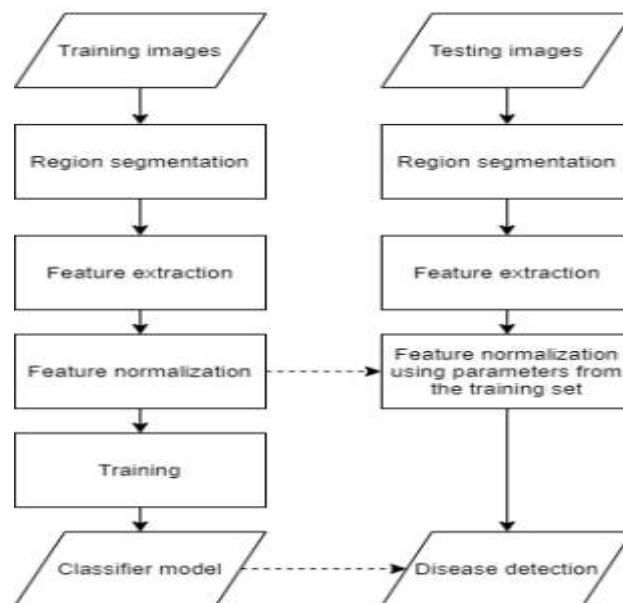 Training images
Testing images
Region segmentation
Region segmentation
Feature extraction
Feature extraction
Feature normalization
Feature normalization
using parameters from
the training set
Training
Classifier model
Disease detection